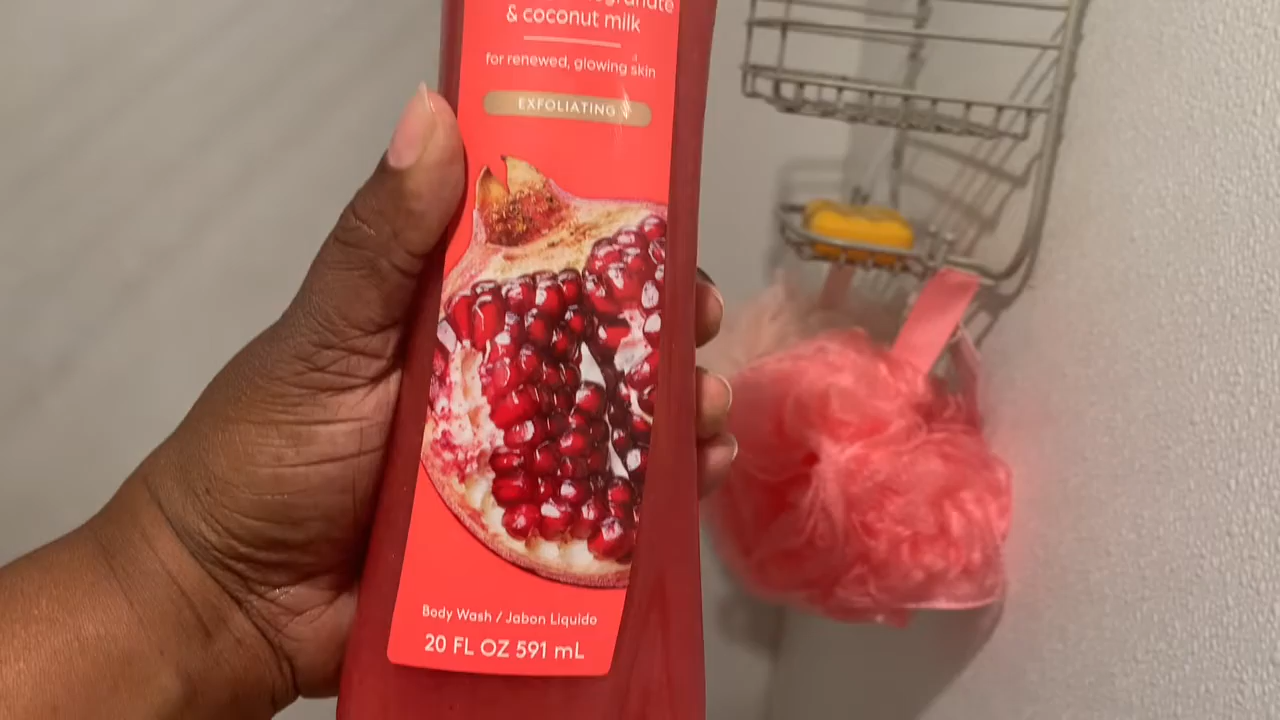 & coconut milk
for renewed, glowing skin
EXFOLIATING
Body Wash / Jabon Liquido
20 FL OZ 591 mL